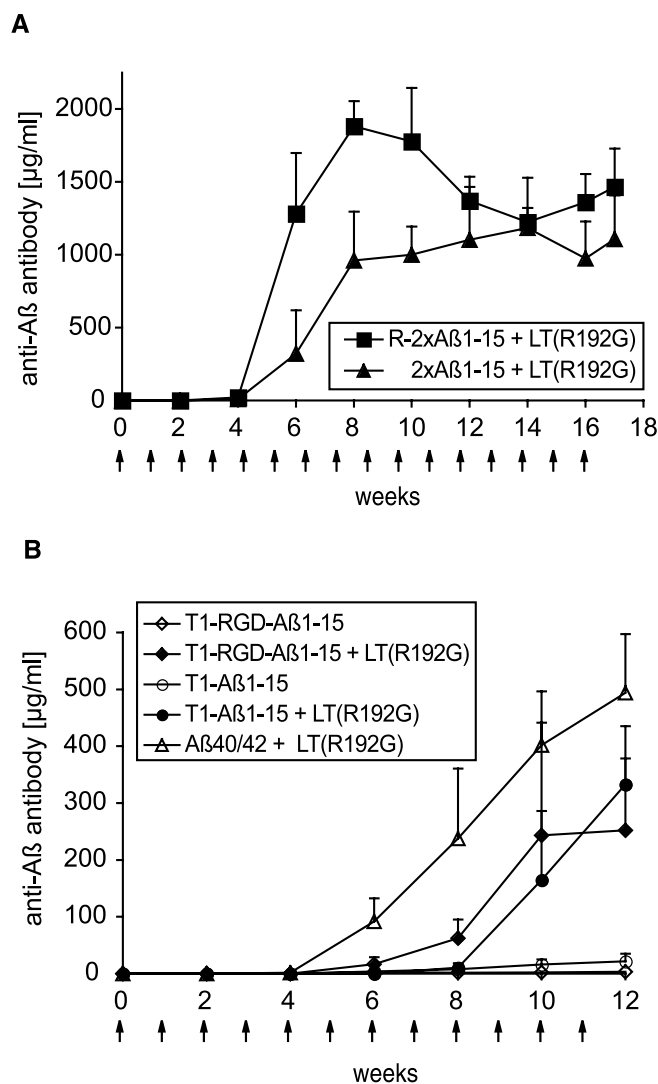 A
anti-Aß antibody [µg/ml]
2000
1500
1000
500
0
R-2xAß1-15 + LT(R192G)
2xAß1-15 + LT(R192G)
0 2 4 6 8 10 12 14 16 18
weeks
B
anti-Aß antibody [µg/ml]
600
500
400
300
200
100
0
T1-RGD-Aß1-15
T1-RGD-Aß1-15 + LT(R192G)
T1-Aß1-15
T1-Aß1-15 + LT(R192G)
Aß40/42 + LT(R192G)
0 2 4 6 8 10 12
weeks